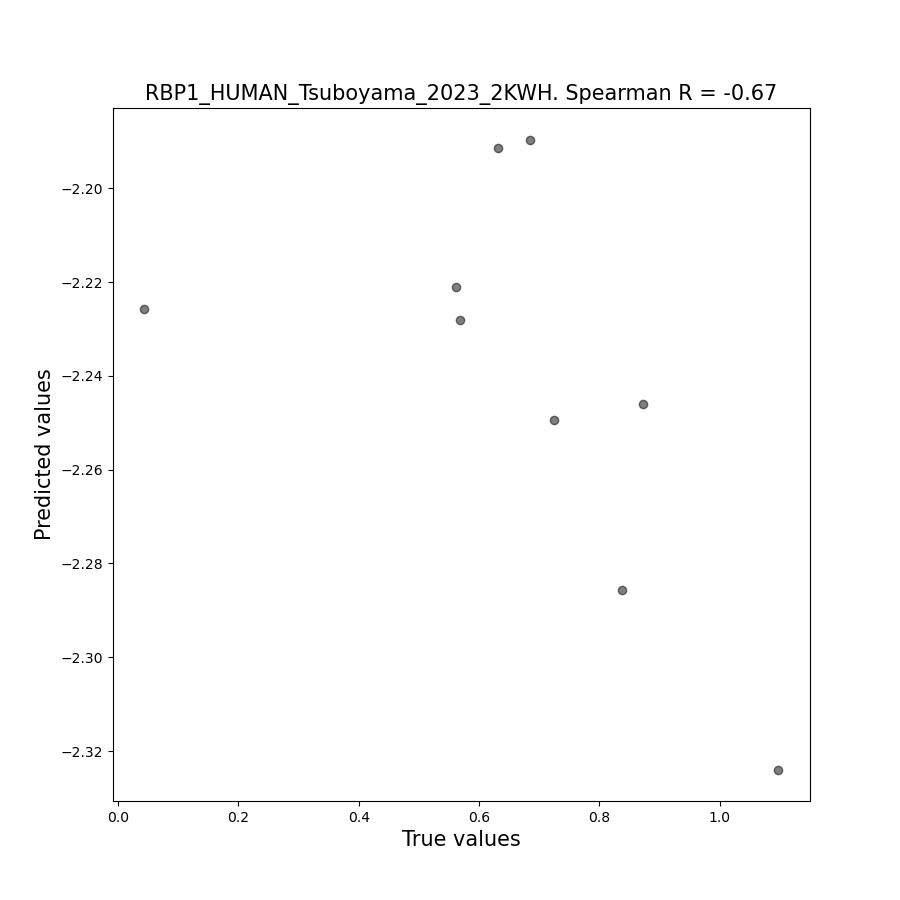 RBP1_HUMAN_Tsuboyama_2023_2KWH. Spearman R = -0.67
−2.20
−2.22
−2.24
−2.26
−2.28
−2.30
−2.32
Predicted values
0.0 0.2 0.4 0.6 0.8 1.0
True values